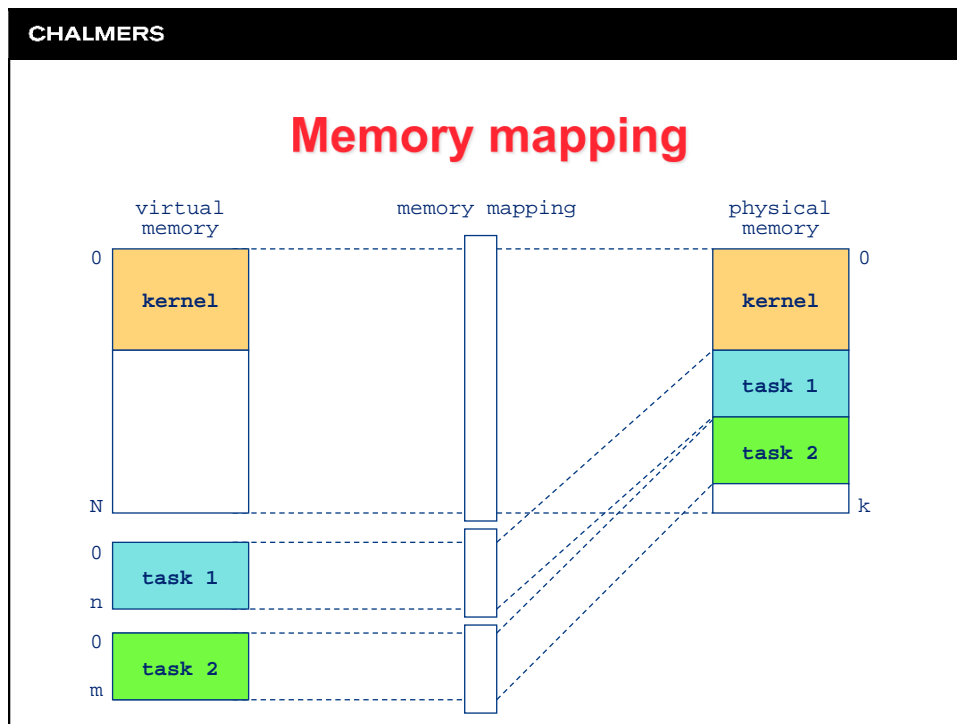 CHALMERS
Memory mapping
virtual
memory
memory mapping
physical
memory
0
0
kernel
kernel
task 1
task 2
N
k
0
task 1
n
0
task 2
m